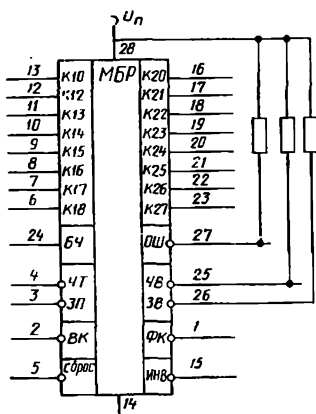 Uп
28
МБР
13 К10 К20 16
12 К12 К21 17
11 К13 К22 18
10 К14 К23 19
9 К15 К24 20
8 К16 К25 21
7 К17 К26 22
6 К18 К27 23
24 БЧ ОШ 27
4 ЧТ ЧВ 25
3 ЗП ЗВ 26
2 ВК ФК 1
5 Сброс ИНВ 15
14